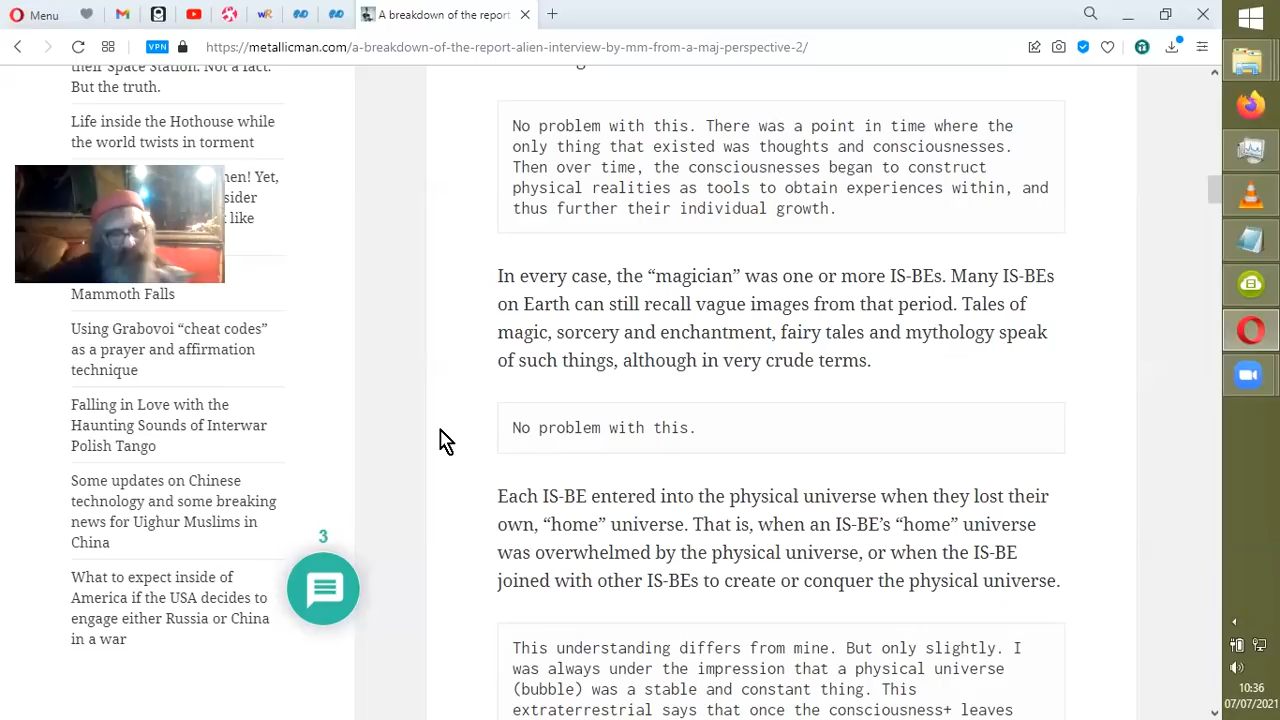 Menu
A breakdown of the report
VPN
https://metallicman.com/a-breakdown-of-the-report-alien-interview-by-mm-from-a-maj-perspective-2/
their Space Station. Not a fact.
But the truth.
Life inside the Hothouse while
the world twists in torment
hen! Yet,
sider
like
Mammoth Falls
Using Grabovoi “cheat codes”
as a prayer and affirmation
technique
Falling in Love with the
Haunting Sounds of Interwar
Polish Tango
Some updates on Chinese
technology and some breaking
news for Uighur Muslims in
China
What to expect inside of
America if the USA decides to
engage either Russia or China
in a war
3
No problem with this. There was a point in time where the
only thing that existed was thoughts and consciousnesses.
Then over time, the consciousnesses began to construct
physical realities as tools to obtain experiences within, and
thus further their individual growth.
In every case, the “magician” was one or more IS-BEs. Many IS-BEs
on Earth can still recall vague images from that period. Tales of
magic, sorcery and enchantment, fairy tales and mythology speak
of such things, although in very crude terms.
No problem with this.
Each IS-BE entered into the physical universe when they lost their
own, “home” universe. That is, when an IS-BE’s “home” universe
was overwhelmed by the physical universe, or when the IS-BE
joined with other IS-BEs to create or conquer the physical universe.
This understanding differs from mine. But only slightly. I
was always under the impression that a physical universe
(bubble) was a stable and constant thing. This
extrterrestrial says that once the consciousness+ leaves
10:36
07/07/2021